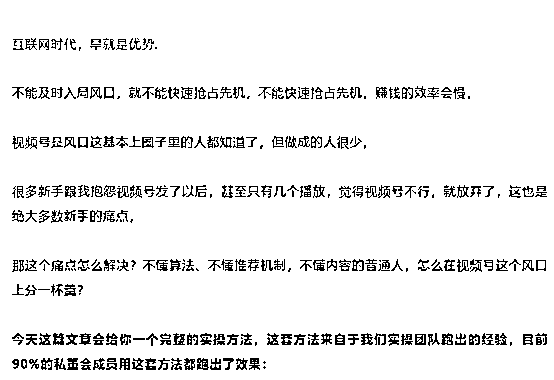 互联网时代，早就是优势.
不能及时入局风口，就不能快速抢占先机，不能快速抢占先机，赚钱的效率会慢。
视频号是风口这基本上圈子里的人都知道了，但做成的人很少。
很多新手跟我抱怨视频号发了以后，甚至只有几个播放，觉得视频号不行，就放弃了，这也是
绝大多数新手的痛点。
那这个痛点怎么解决？不懂算法、不懂推荐机制，不懂内容的普通人，怎么在视频号这个风口
上分一杯羹？
今天这篇文章会给你一个完整的实操方法，这套方法来自于我们实操团队跑出的经验，目前
90%的私董会成员用这套方法都跑出了效果：